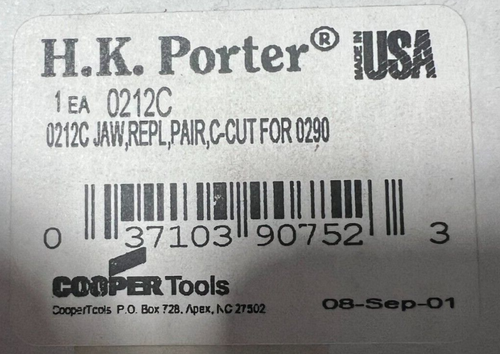 H.K. Porter® MADE IN USA
1 EA 0212C
0212C JAW,REPL,PAIR,C-CUT FOR 0290
0 37103 90752 3
COOPER Tools
CooperTools P.O. Box 728, Apex, NC 27502
08-Sep-01